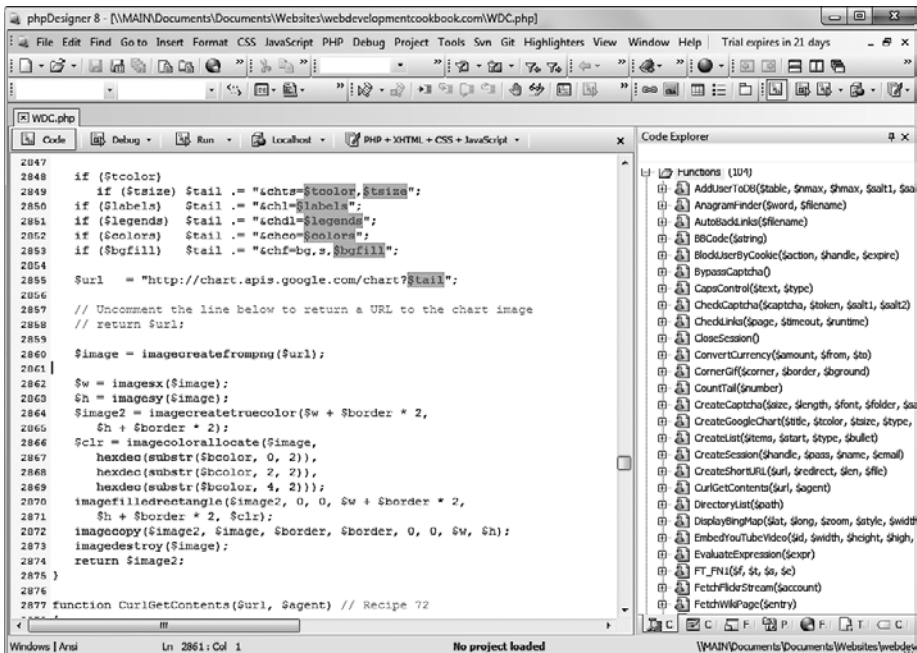 phpDesigner 8 - [\\MAIN\Documents\Documents\Websites\webdevelopmentcookbook.com\WDC.php]
File Edit Find Go to Insert Format CSS JavaScript PHP Debug Project Tools Svn Git Highlighters View Window Help Trial expires in 21 days
WDC.php
Code Debug Run Localhost PHP + XHTML + CSS + JavaScript x
2847
2848 if ($tcolor)
2849 if ($tsize) $tail .= "&chts=$tcolor,$tsize";
2850 if ($labels) $tail .= "&chl=$labels";
2851 if ($legends) $tail .= "&chdl=$legends";
2852 if ($colors) $tail .= "&chco=$colors";
2853 if ($bgfill) $tail .= "&chf=bg,s,$bgfill";
2854
2855 $url = "http://chart.apis.google.com/chart?$tail";
2856
2857 // Uncomment the line below to return a URL to the chart image
2858 // return $url;
2859
2860 $image = imagecreatefrompng($url);
2861
2862 $w = imagesx($image);
2863 $h = imagesy($image);
2864 $image2 = imagecreatetruecolor($w + $border * 2,
2865 $h + $border * 2);
2866 $clr = imagecolorallocate($image,
2867 hexdec(substr($bcolor, 0, 2)),
2868 hexdec(substr($bcolor, 2, 2)),
2869 hexdec(substr($bcolor, 4, 2)));
2870 imagefilledrectangle($image2, 0, 0, $w + $border * 2,
2871 $h + $border * 2, $clr);
2872 imagecopy($image2, $image, $border, $border, 0, 0, $w, $h);
2873 imagedestroy($image);
2874 return $image2;
2875 }
2876
2877 function CurlGetContents($url, $agent) // Recipe 72
Code Explorer
Functions (104)
AddUserToDB($table, $nmax, $hmax, $salt1, $sa
AnagramFinder($word, $filename)
AutoBackLinks($filename)
BBCode($string)
BlockUserByCookie($action, $handle, $expire)
BypassCaptcha()
CapsControl($text, $type)
CheckCaptcha($captcha, $token, $salt1, $salt2)
CheckLinks($page, $timeout, $runtime)
CloseSession()
ConvertCurrency($amount, $from, $to)
CornerGif($corner, $border, $bground)
CountTail($number)
CreateCaptcha($size, $length, $font, $folder, $sa
CreateGoogleChart($title, $tcolor, $tsize, $type,
CreateList($items, $start, $type, $bullet)
CreateSession($handle, $pass, $name, $email)
CreateShortURL($url, $redirect, $len, $file)
CurlGetContents($url, $agent)
DirectoryList($path)
DisplayBingMap($lat, $long, $zoom, $style, $width
EmbedYouTubeVideo($id, $width, $height, $high,
EvaluateExpression($expr)
FT_FN1($f, $t, $s, $e)
FetchFlickrStream($account)
FetchWikiPage($entry)
C C F P F T C
Windows | Ansi Ln 2861 : Col 1 No project loaded \\MAIN\Documents\Documents\Websites\webdev